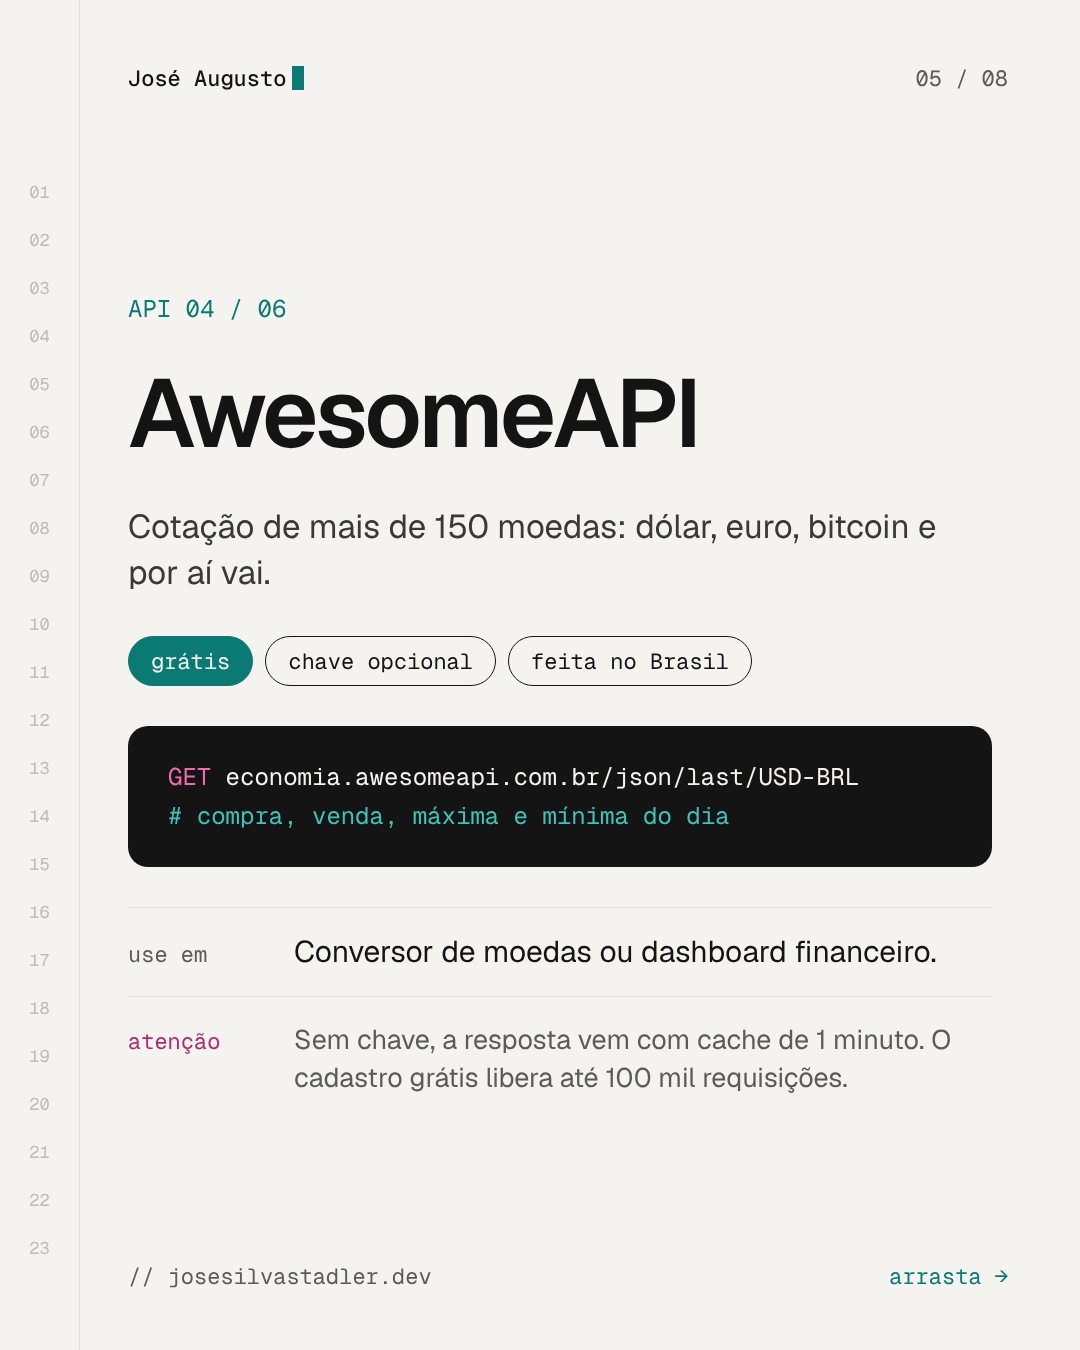 José Augusto
05 / 08
01
02
03
04
05
06
07
08
09
10
11
12
13
14
15
16
17
18
19
20
21
22
23
API 04 / 06
AwesomeAPI
Cotação de mais de 150 moedas: dólar, euro, bitcoin e
por aí vai.
grátis
chave opcional
feita no Brasil
GET economia.awesomeapi.com.br/json/last/USD-BRL
# compra, venda, máxima e mínima do dia
use em
Conversor de moedas ou dashboard financeiro.
atenção
Sem chave, a resposta vem com cache de 1 minuto. O
cadastro grátis libera até 100 mil requisições.
// josesilvastadler.dev
arrasta →